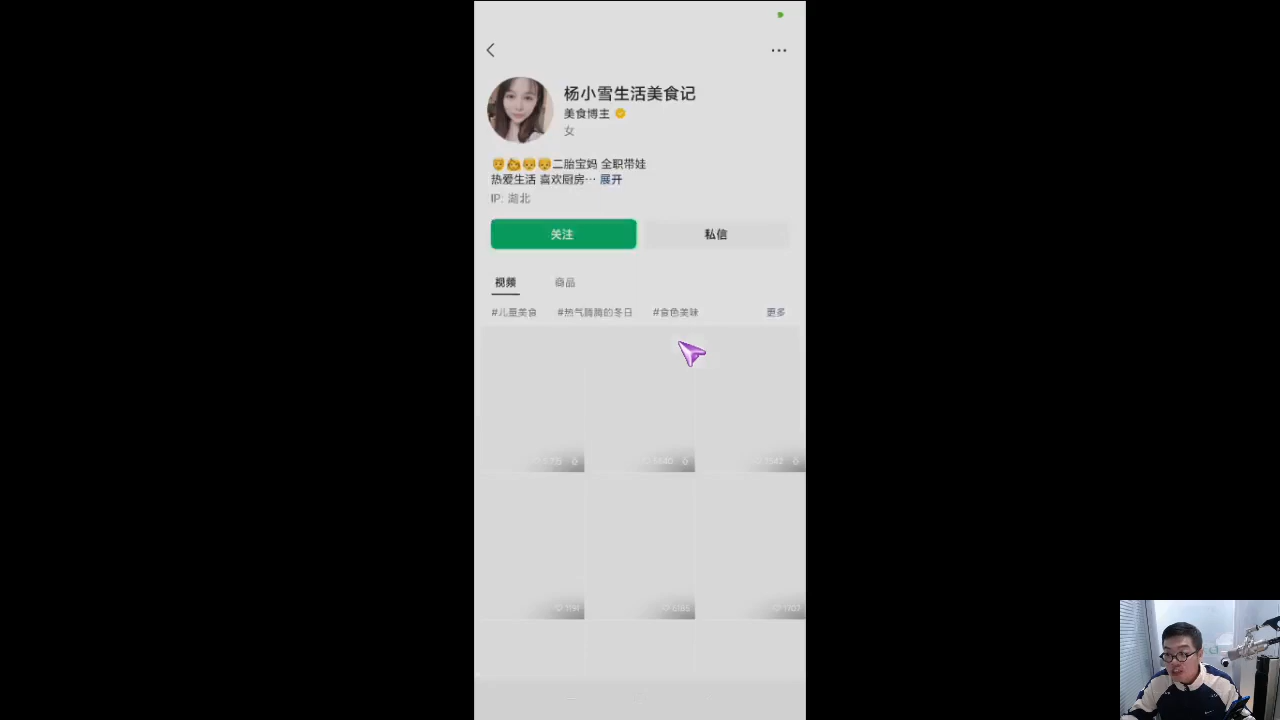 杨小雪生活美食记
美食博主
女
二胎宝妈 全职带娃
热爱生活 喜欢厨房… 展开
IP: 湖北
关注
私信
视频
商品
#儿童美食
#热气腾腾的冬日
#食色美味
更多
6186